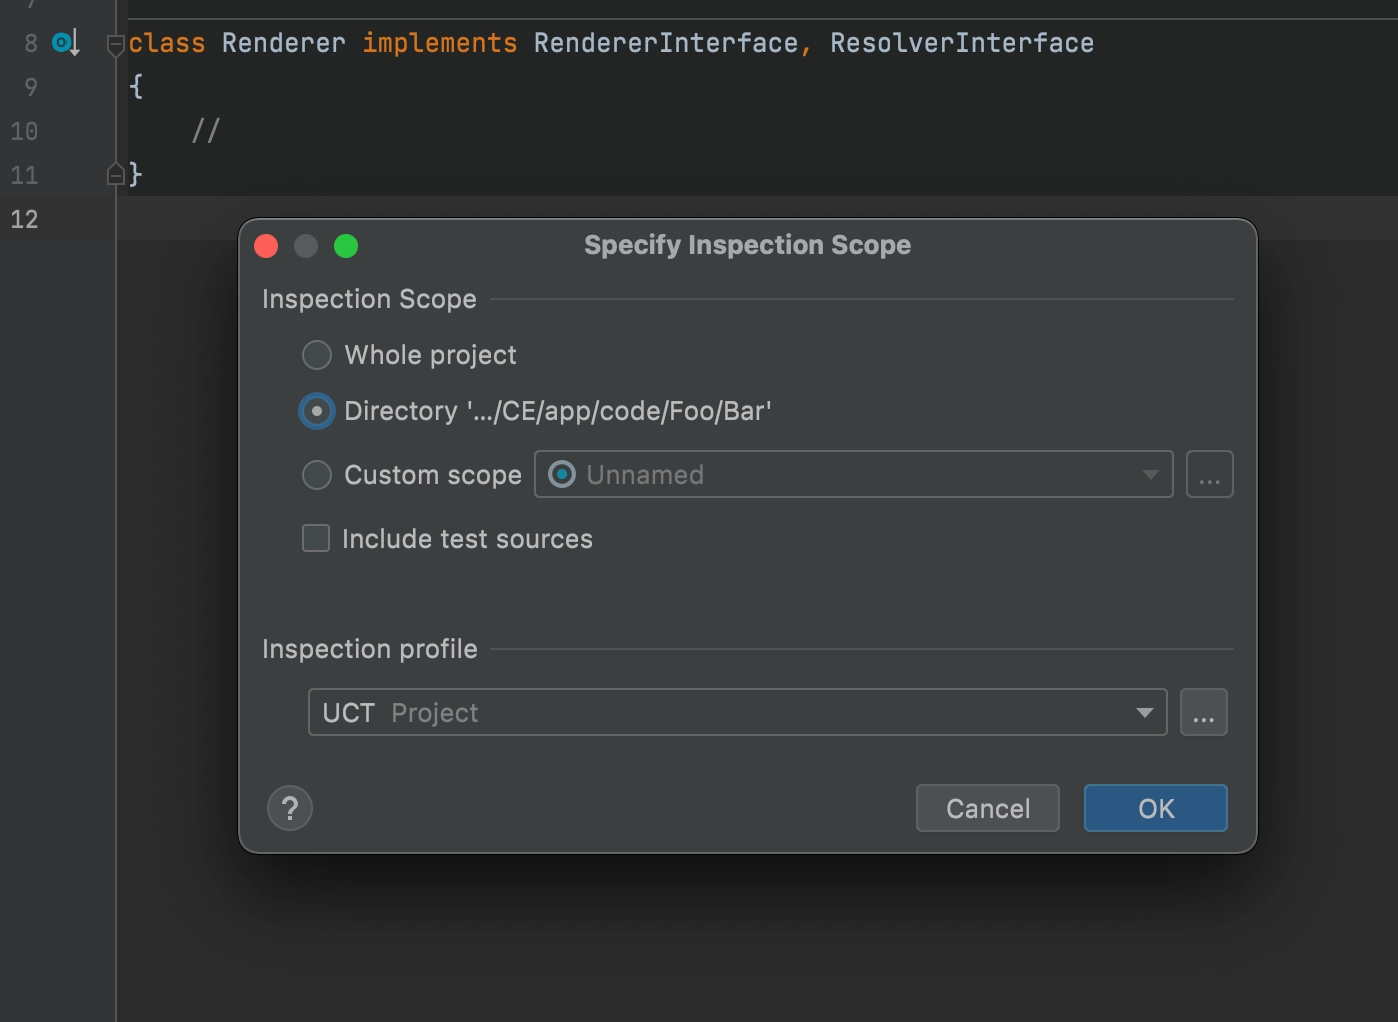 7
8 class Renderer implements RendererInterface, ResolverInterface
9 {
10 //
11 }
12
Specify Inspection Scope
Inspection Scope
Whole project
Directory '.../CE/app/code/Foo/Bar'
Custom scope Unnamed ...
Include test sources
Inspection profile
UCT Project ...
? Cancel OK